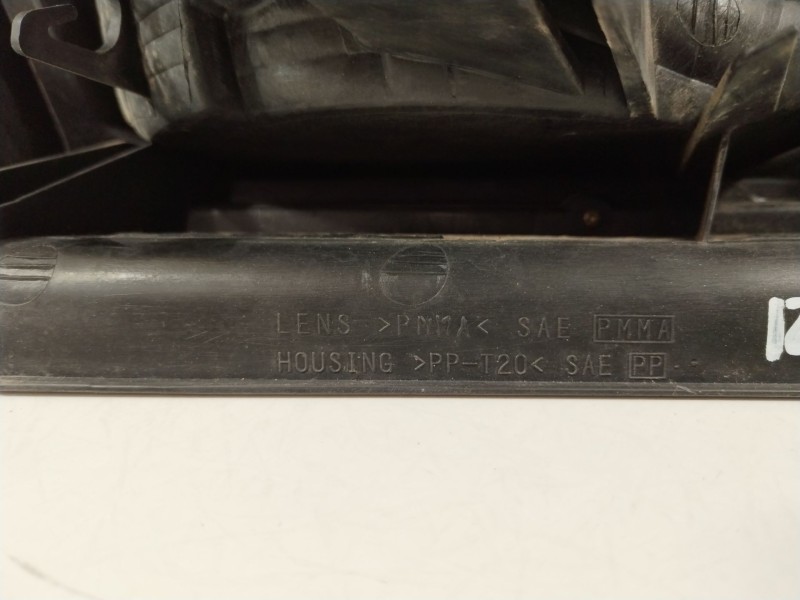 LENS >PMMA< SAE PMMA
HOUSING >PP-T20< SAE PP